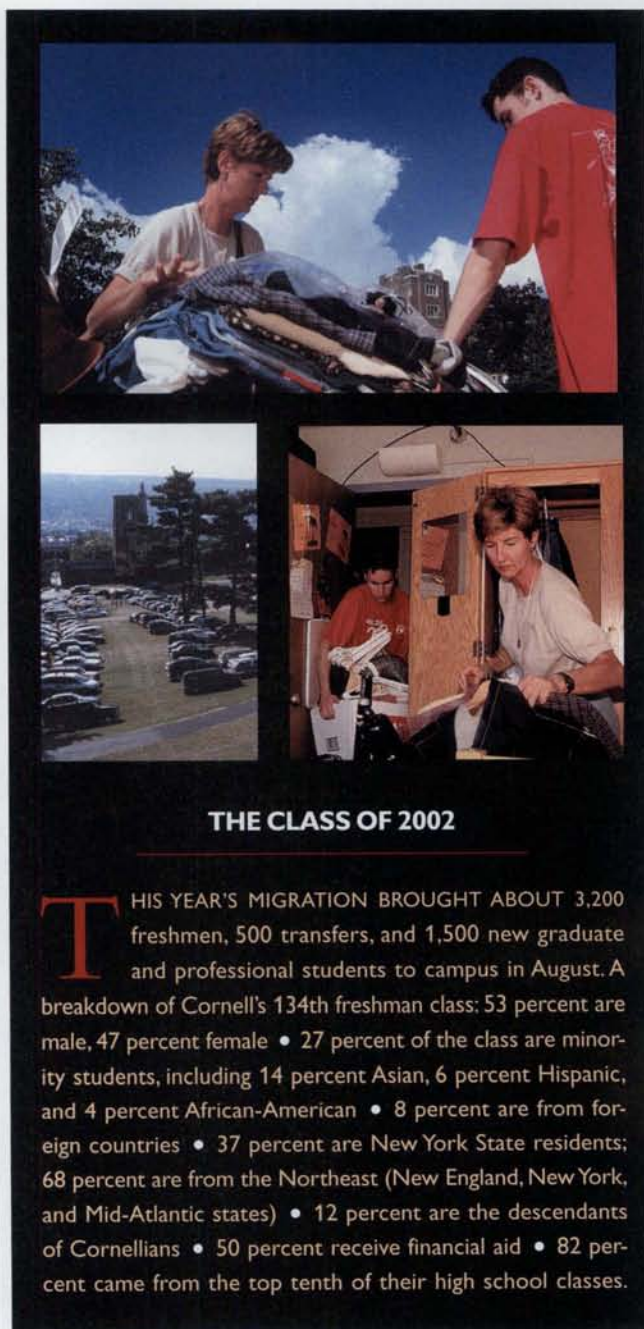 THE CLASS OF 2002
THIS YEAR'S MIGRATION BROUGHT ABOUT 3,200
freshmen, 500 transfers, and 1,500 new graduate
and professional students to campus in August. A
breakdown of Cornell's 134th freshman class: 53 percent are
male, 47 percent female • 27 percent of the class are minor-
ity students, including 14 percent Asian, 6 percent Hispanic,
and 4 percent African-American • 8 percent are from for-
eign countries • 37 percent are New York State residents;
68 percent are from the Northeast (New England, New York,
and Mid-Atlantic states) • 12 percent are the descendants
of Cornellians • 50 percent receive financial aid • 82 per-
cent came from the top tenth of their high school classes.